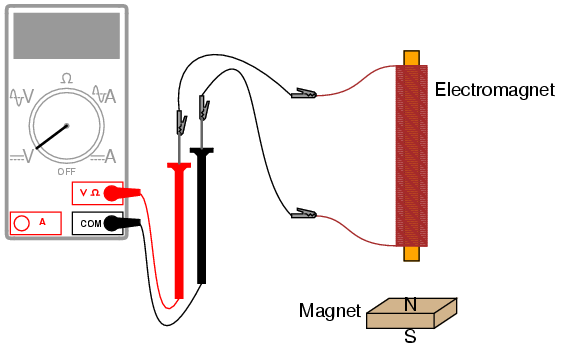 Ω
V A
V A
OFF
V Ω
A COM
Electromagnet
Magnet N
S